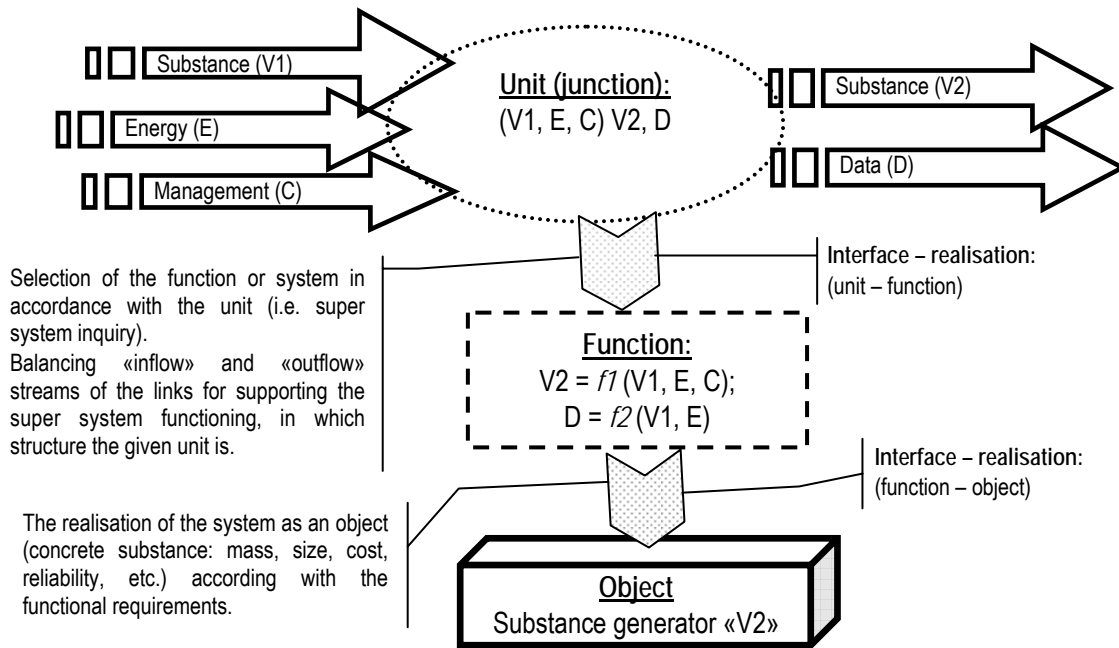 Substance (V1)
Energy (E)
Management (C)
Unit (junction):
(V1, E, C) V2, D
Substance (V2)
Data (D)
Interface – realisation:
(unit – function)
Selection of the function or system in
accordance with the unit (i.e. super
system inquiry).
Balancing «inflow» and «outflow»
streams of the links for supporting the
super system functioning, in which
structure the given unit is.
Function:
V2 = f1 (V1, E, C);
D = f2 (V1, E)
Interface – realisation:
(function – object)
The realisation of the system as an object
(concrete substance: mass, size, cost,
reliability, etc.) according with the
functional requirements.
Object
Substance generator «V2»